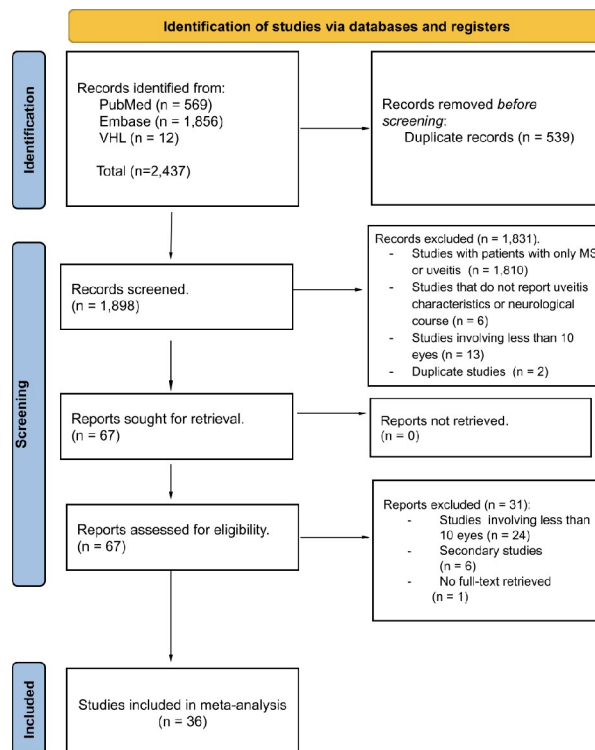 Identification of studies via databases and registers
Identification
Records identified from:
PubMed (n = 569)
Embase (n = 1,856)
VHL (n = 12)
Total (n=2,437)
Records removed before
screening:
Duplicate records (n = 539)
Screening
Records screened.
(n = 1,898)
Records excluded (n = 1,831).
- Studies with patients with only MS
or uveitis (n = 1,810)
- Studies that do not report uveitis
characteristics or neurological
course (n = 6)
- Studies involving less than 10
eyes (n = 13)
- Duplicate studies (n = 2)
Reports sought for retrieval.
(n = 67)
Reports not retrieved.
(n = 0)
Reports assessed for eligibility.
(n = 67)
Reports excluded (n = 31):
- Studies involving less than
10 eyes (n = 24)
- Secondary studies
(n = 6)
- No full-text retrieved
(n = 1)
Included
Studies included in meta-analysis
(n = 36)